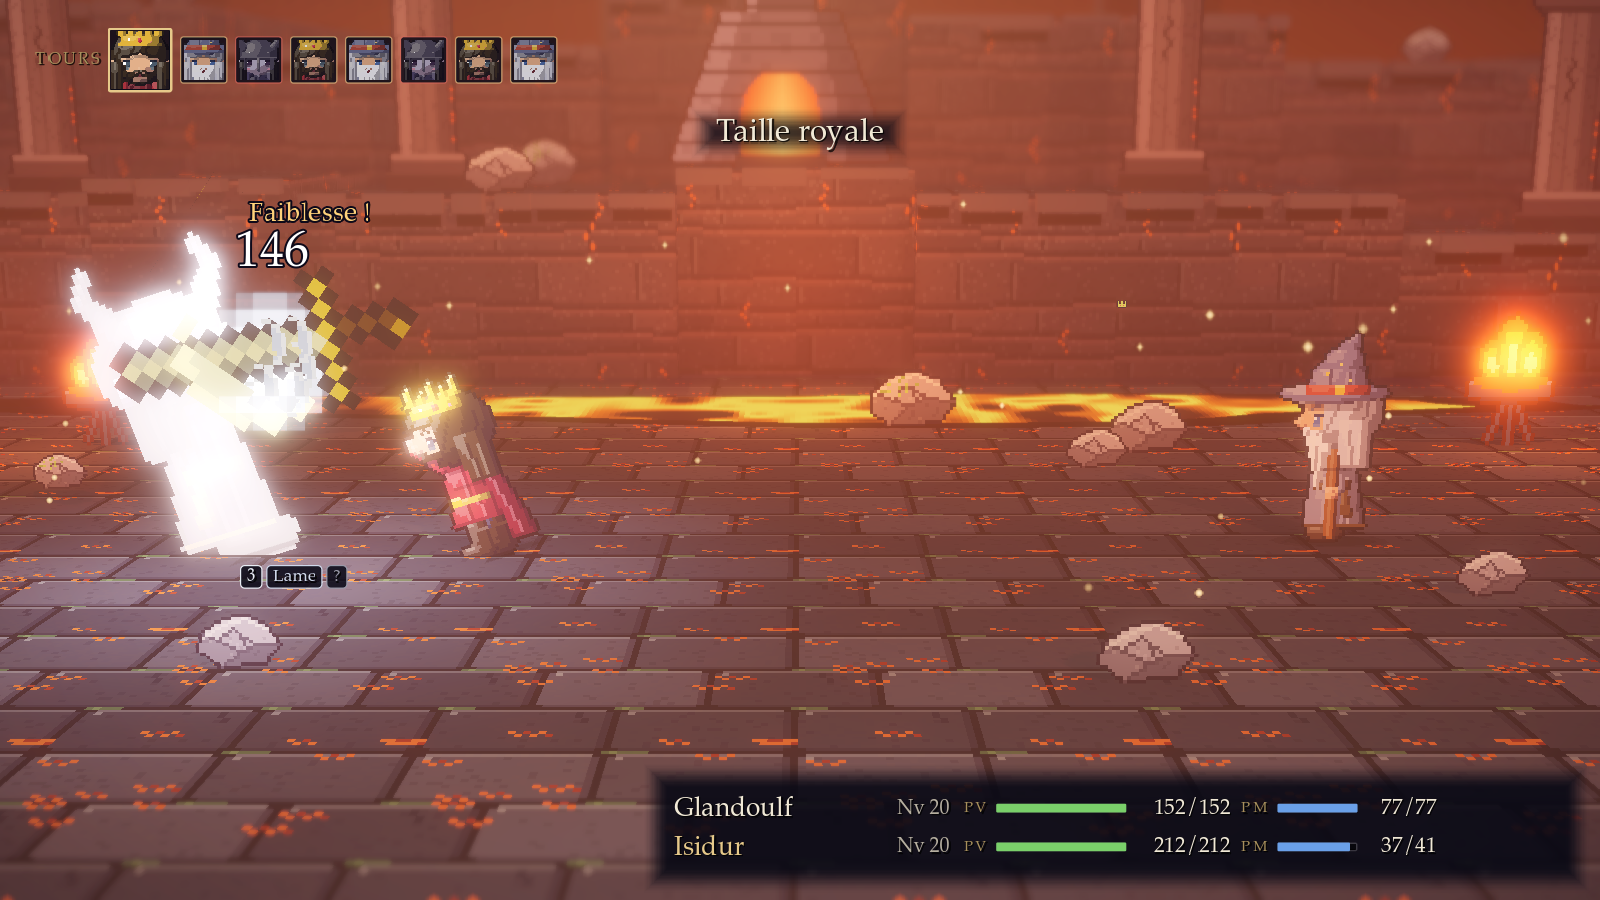 TOURS
Taille royale
Faiblesse !
146
3 Lame ?
Glandoulf Nv 20 PV 152/152 PM 77/77
Isidur Nv 20 PV 212/212 PM 37/41